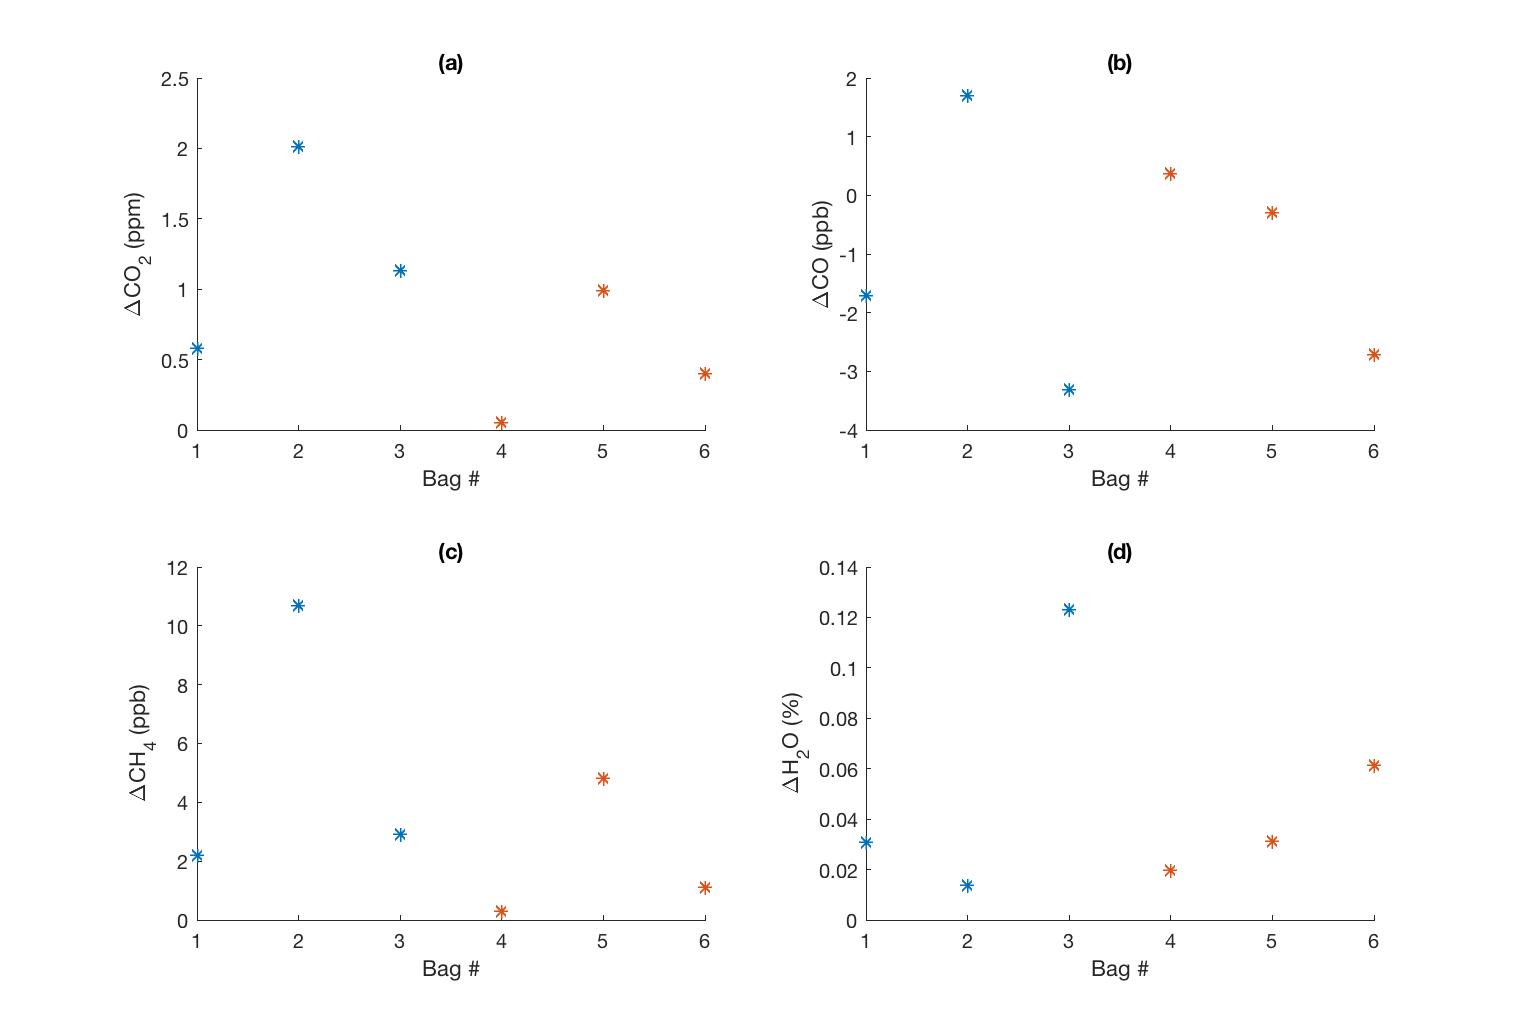 (a)
2.5
2
1.5
1
0.5
0
ΔCO2 (ppm)
1 2 3 4 5 6
Bag #
(b)
2
1
0
-1
-2
-3
-4
ΔCO (ppb)
1 2 3 4 5 6
Bag #
(c)
12
10
8
6
4
2
0
ΔCH4 (ppb)
1 2 3 4 5 6
Bag #
(d)
0.14
0.12
0.1
0.08
0.06
0.04
0.02
0
ΔH2O (%)
1 2 3 4 5 6
Bag #